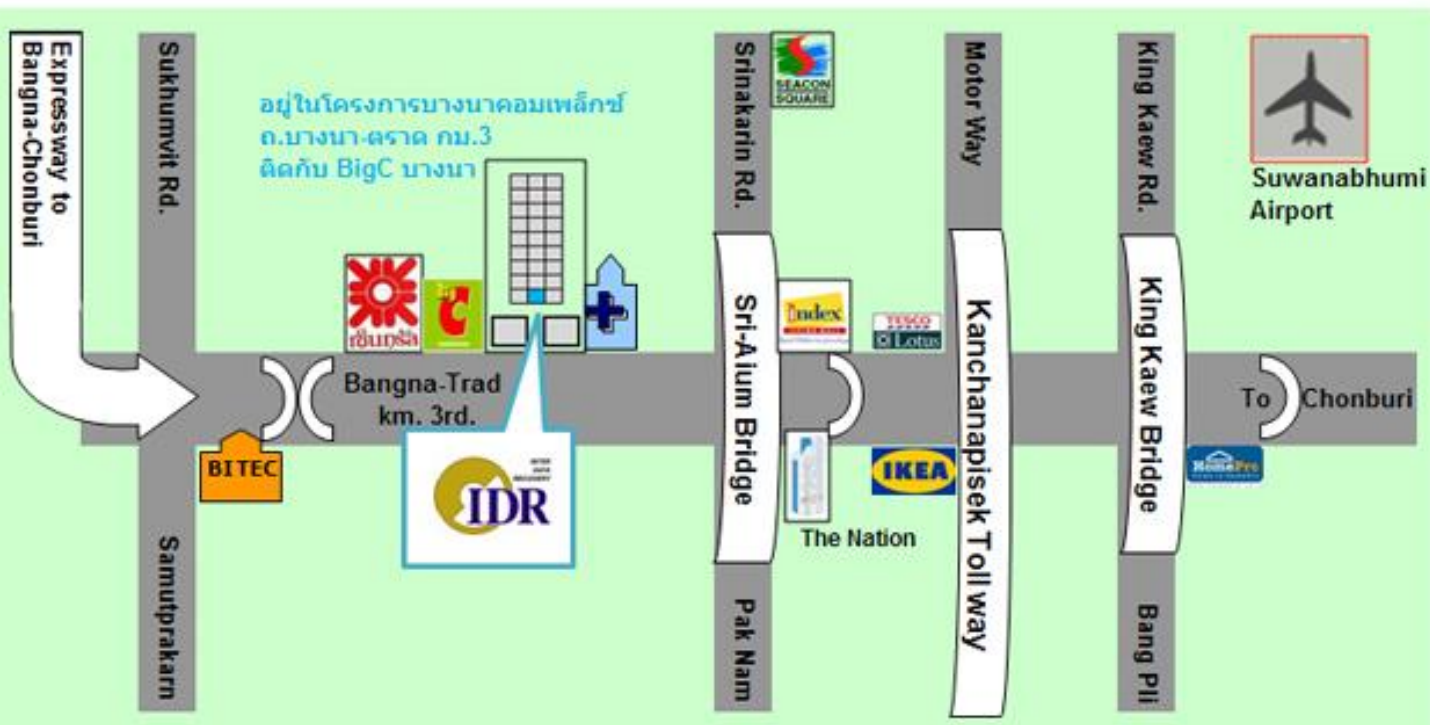 Expressway to
Bangna-Chonburi
Sukhumvit Rd.
อยู่ในโครงการบางนาคอมเพล็กซ์
ถ.บางนา-ตราด กม.3
ติดกับ BigC บางนา
Srinakarin Rd.
SEACON
SQUARE
Motor Way
King Kaew Rd.
Suwanabhumi
Airport
เซ็นทรัล
Big
C
index
TESCO
Lotus
Sri-Aium Bridge
Kanchanapisek Tollway
King Kaew Bridge
Bangna-Trad
km. 3rd.
To Chonburi
BITEC
IDR
IKEA
HomePro
The Nation
Samutprakarn
Pak Nam
Bang Pli